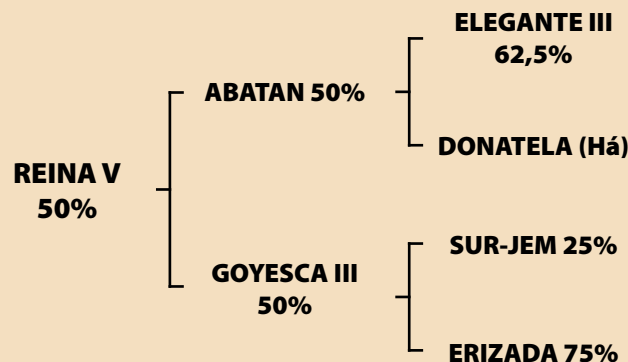 REINA V
50%
ABATAN 50%
GOYESCA III
50%
ELEGANTE III
62,5%
DONATELA (Há)
SUR-JEM 25%
ERIZADA 75%